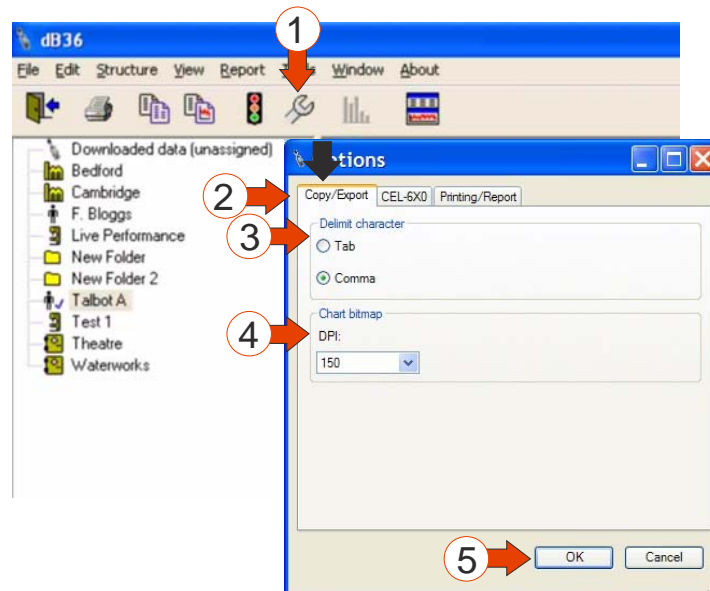 1
dB36
File Edit Structure View Report Window About
Downloaded data (unassigned)
Bedford
Cambridge
F. Bloggs
Live Performance
New Folder
New Folder 2
Talbot A
Test 1
Theatre
Waterworks
2
3
4
5
Copy/Export CEL-6X0 Printing/Report
Delimit character
Tab
Comma
Chart bitmap
DPI:
150
OK Cancel